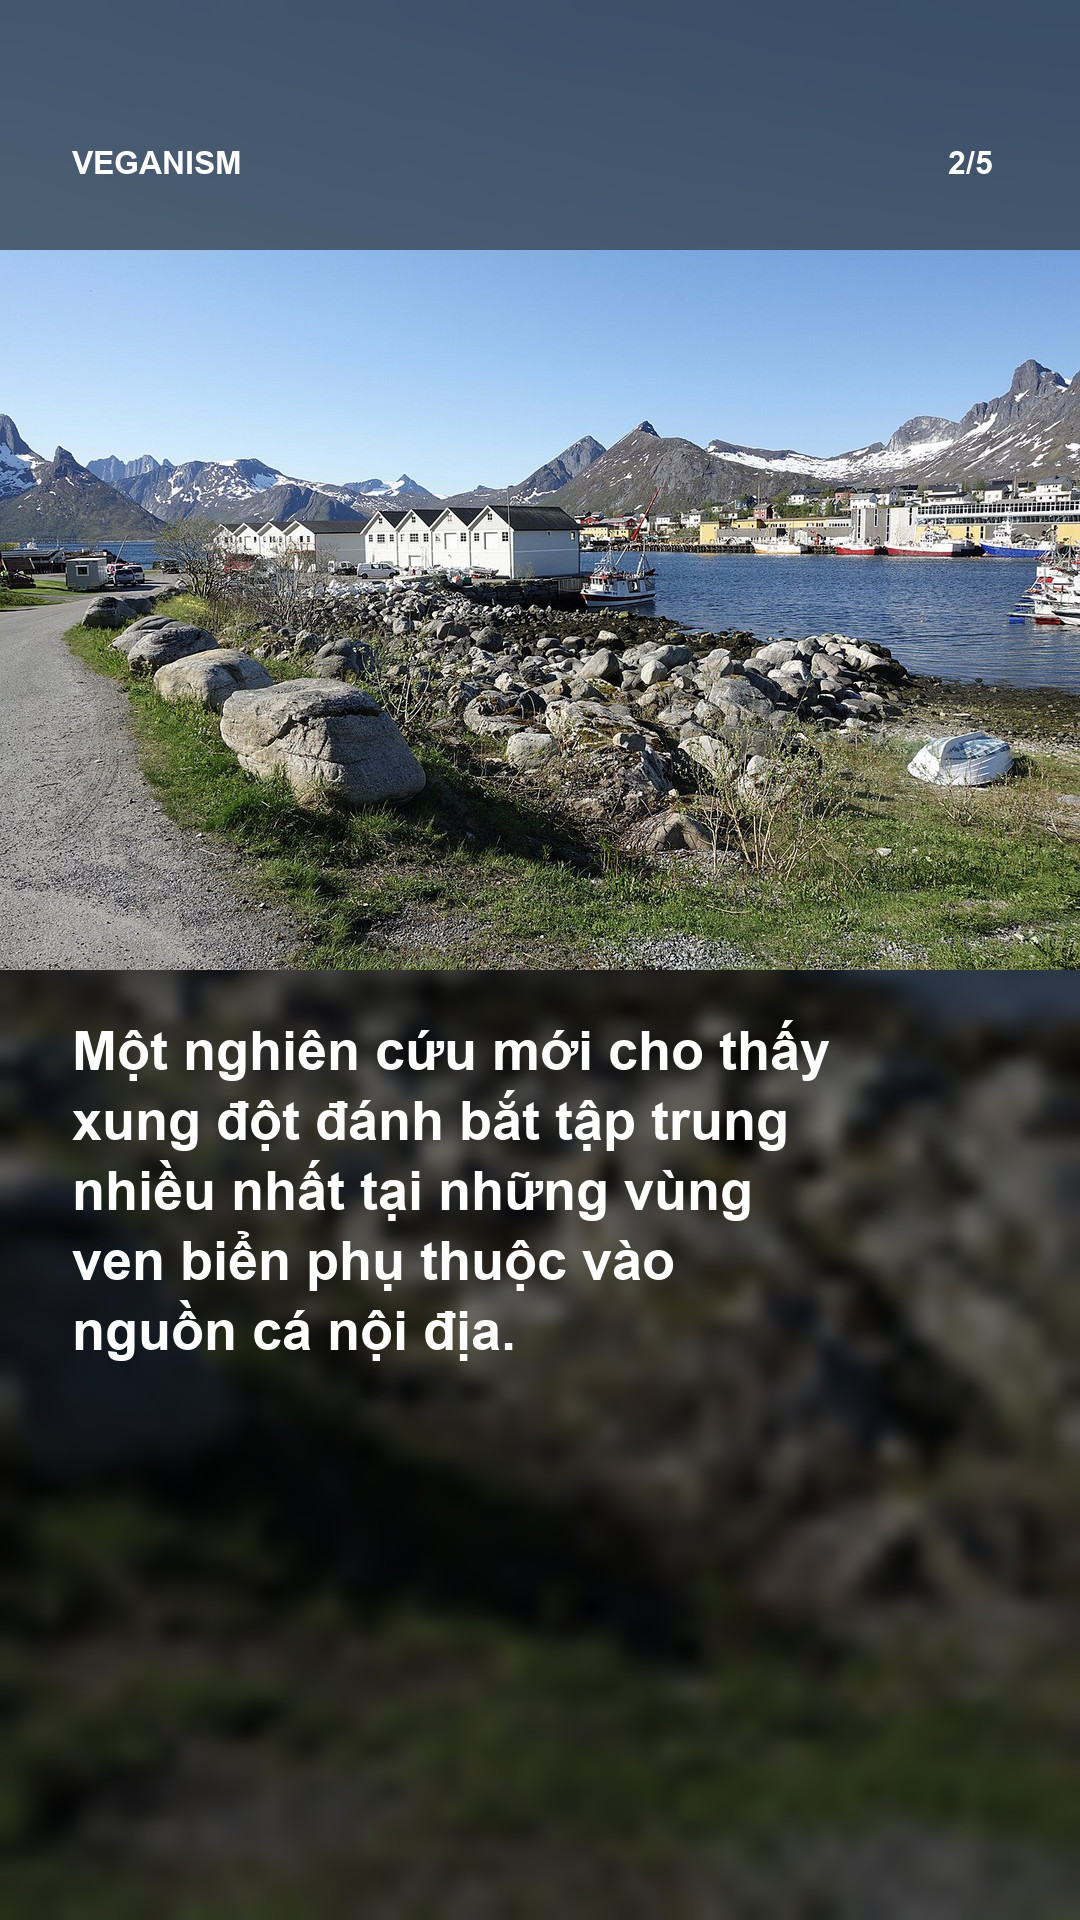 VEGANISM
2/5
Một nghiên cứu mới cho thấy
xung đột đánh bắt tập trung
nhiều nhất tại những vùng
ven biển phụ thuộc vào
nguồn cá nội địa.